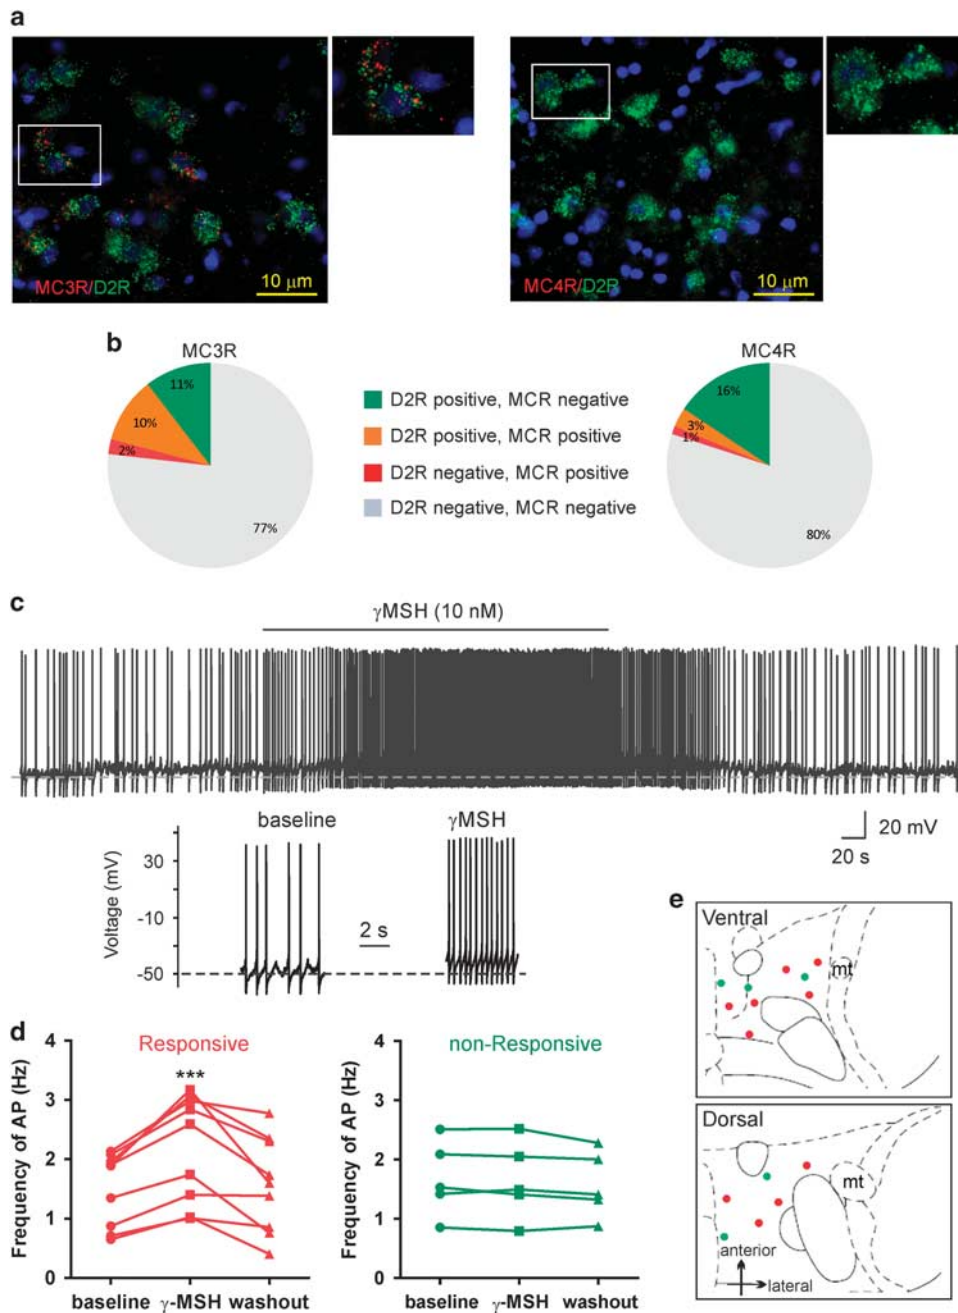 a
MC3R/D2R
10 μm
MC4R/D2R
10 μm
b
MC3R
11%
10%
2%
77%
D2R positive, MCR negative
D2R positive, MCR positive
D2R negative, MCR positive
D2R negative, MCR negative
MC4R
16%
3%
1%
80%
c
γMSH (10 nM)
20 mV
20 s
baseline
γMSH
Voltage (mV)
30
-10
-50
2 s
d
Responsive
***
Frequency of AP (Hz)
4
3
2
1
0
baseline γ-MSH washout
non-Responsive
Frequency of AP (Hz)
4
3
2
1
0
baseline γ-MSH washout
e
Ventral
mt
Dorsal
mt
anterior
lateral